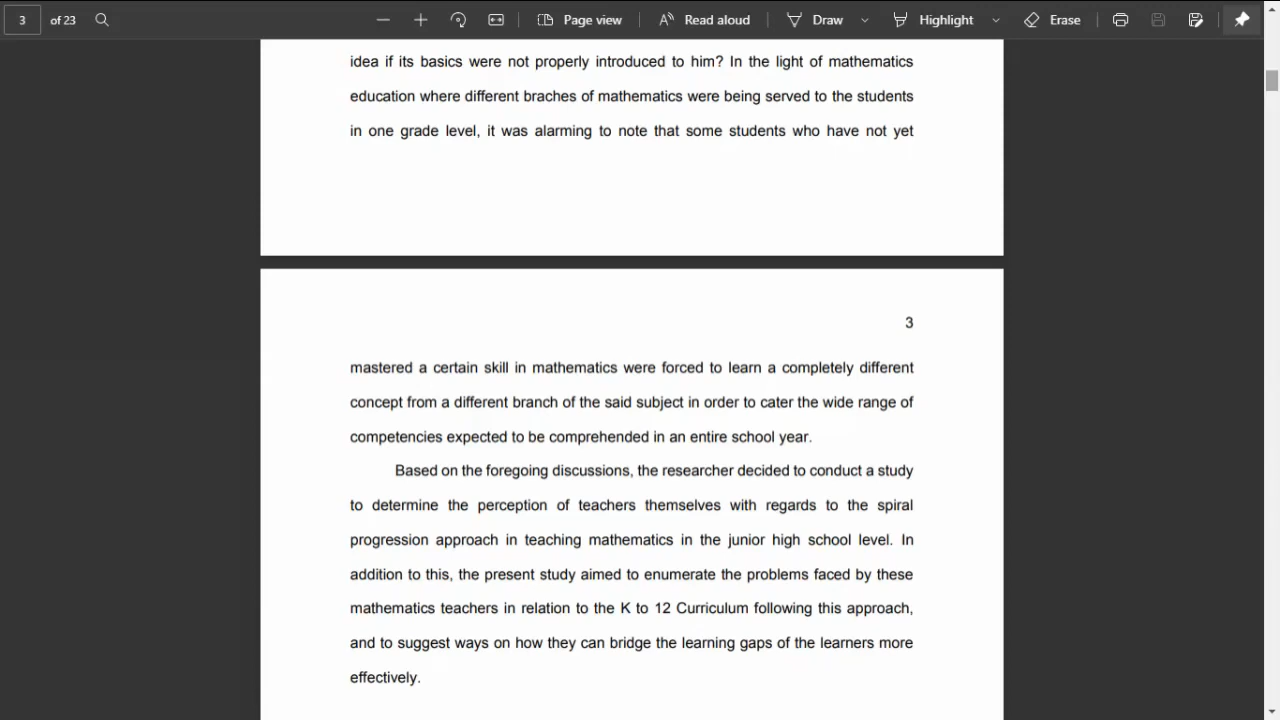 3 of 23 Page view Read aloud Draw Highlight Erase
idea if its basics were not properly introduced to him? In the light of mathematics
education where different braches of mathematics were being served to the students
in one grade level, it was alarming to note that some students who have not yet
3
mastered a certain skill in mathematics were forced to learn a completely different
concept from a different branch of the said subject in order to cater the wide range of
competencies expected to be comprehended in an entire school year.
Based on the foregoing discussions, the researcher decided to conduct a study
to determine the perception of teachers themselves with regards to the spiral
progression approach in teaching mathematics in the junior high school level. In
addition to this, the present study aimed to enumerate the problems faced by these
mathematics teachers in relation to the K to 12 Curriculum following this approach,
and to suggest ways on how they can bridge the learning gaps of the learners more
effectively.